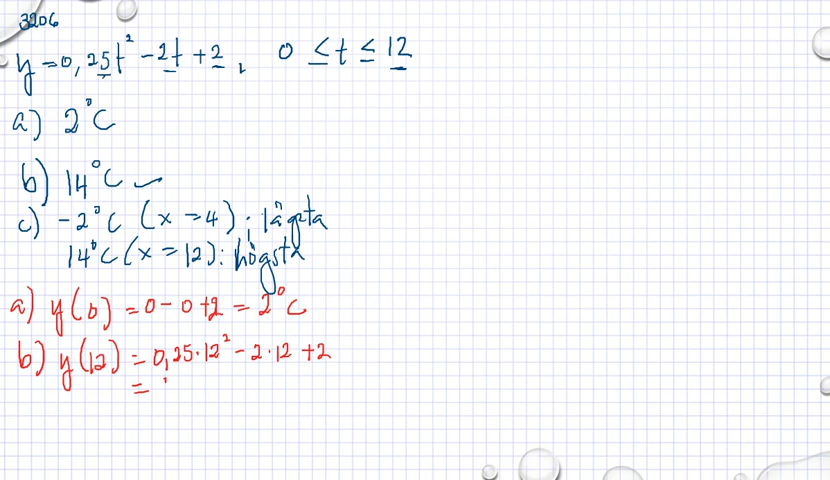 3206
y = 0,25t² - 2t + 2, 0 ≤ t ≤ 12
a) 2°C
b) 14°C ✓
c) -2°C (x = 4) : lägsta
14°C (x = 12) : högsta
a) y(0) = 0 - 0 + 2 = 2°C
b) y(12) = 0,25·12² - 2·12 + 2
=